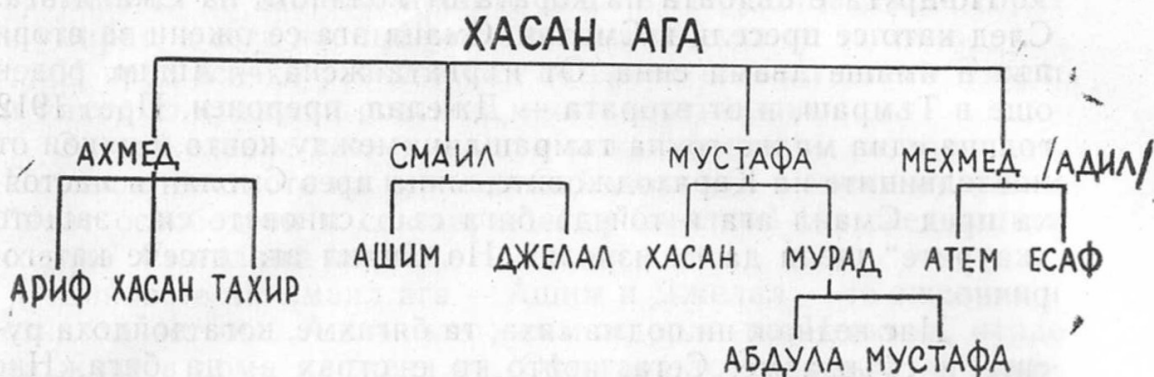 ХАСАН АГА
АХМЕД СМАИЛ МУСТАФА МЕХМЕД /АДИЛ/
АШИМ ДЖЕЛАЛ ХАСАН МУРАД АТЕМ ЕСАФ
АРИФ ХАСАН ТАХИР
АБДУЛА МУСТАФА